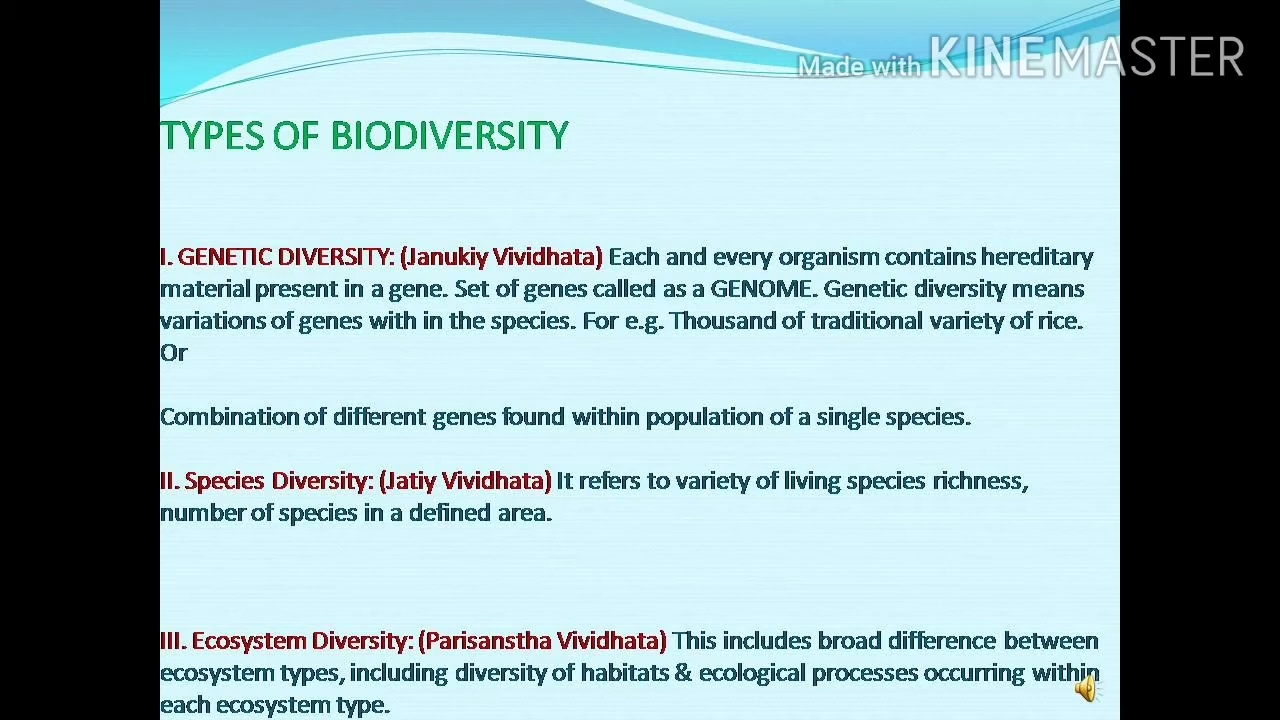 Made with KINEMASTER
TYPES OF BIODIVERSITY
I. GENETIC DIVERSITY: (Janukiy Vividhata) Each and every organism contains hereditary
material present in a gene. Set of genes called as a GENOME. Genetic diversity means
variations of genes with in the species. For e.g. Thousand of traditional variety of rice.
Or
Combination of different genes found within population of a single species.
II. Species Diversity: (Jatiy Vividhata) It refers to variety of living species richness,
number of species in a defined area.
III. Ecosystem Diversity: (Parisanstha Vividhata) This includes broad difference between
ecosystem types, including diversity of habitats & ecological processes occurring within
each ecosystem type.